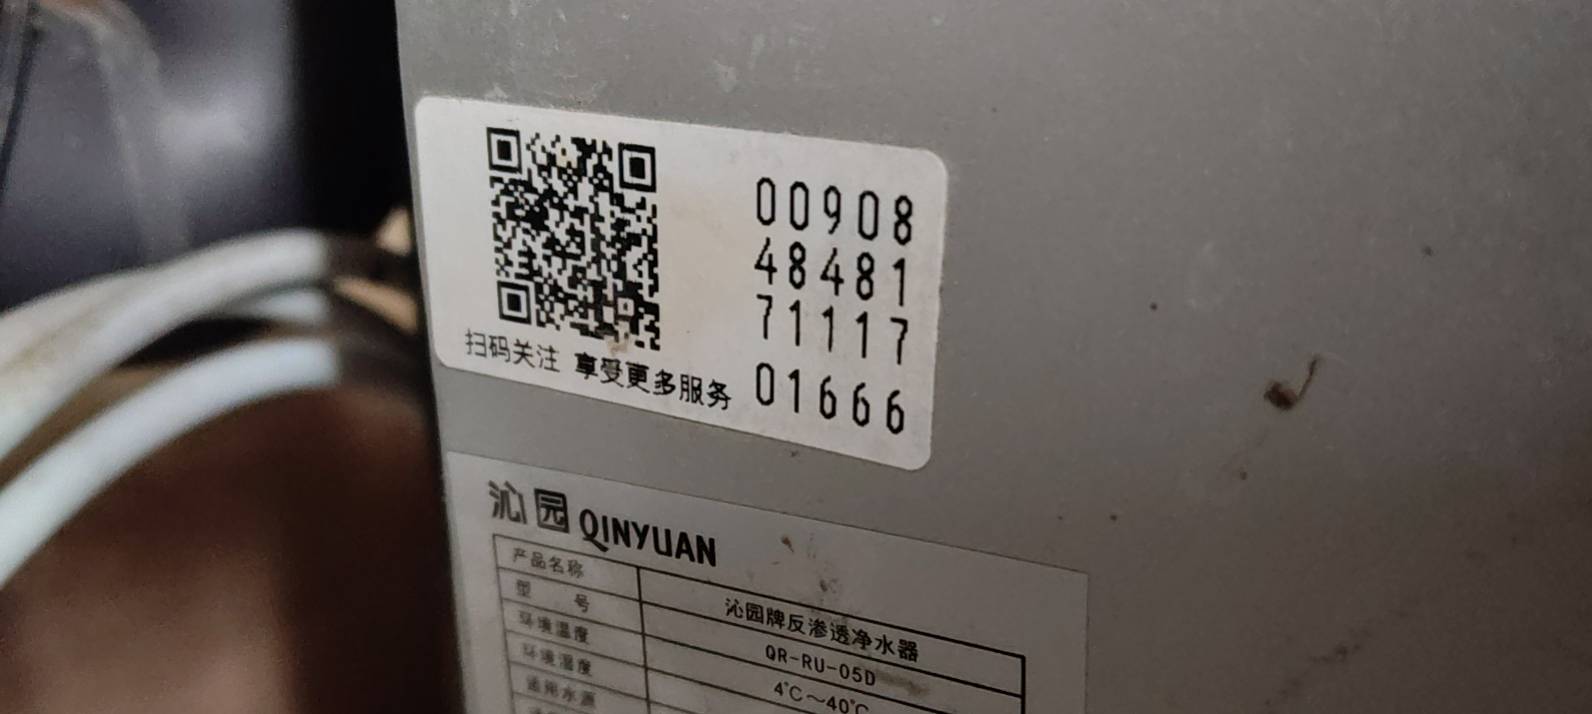 00908
48481
71117
01666
扫码关注 享受更多服务
沁园 QINYUAN
产品名称 沁园牌反渗透净水器
型 号 QR-RU-05D
环境温度 4℃～40℃
环境湿度
适用水源